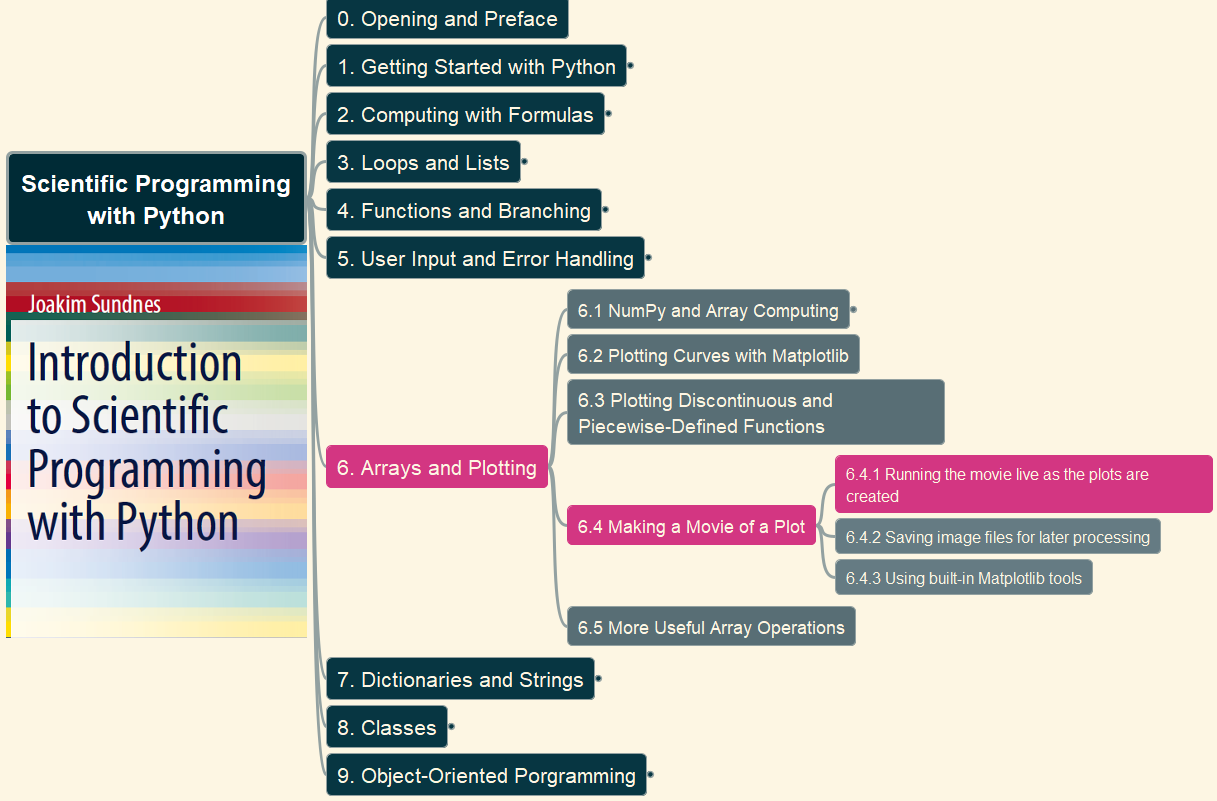 Scientific Programming
with Python
Joakim Sundnes
Introduction
to Scientific
Programming
with Python
0. Opening and Preface
1. Getting Started with Python
2. Computing with Formulas
3. Loops and Lists
4. Functions and Branching
5. User Input and Error Handling
6. Arrays and Plotting
6.1 NumPy and Array Computing
6.2 Plotting Curves with Matplotlib
6.3 Plotting Discontinuous and
Piecewise-Defined Functions
6.4 Making a Movie of a Plot
6.4.1 Running the movie live as the plots are
created
6.4.2 Saving image files for later processing
6.4.3 Using built-in Matplotlib tools
6.5 More Useful Array Operations
7. Dictionaries and Strings
8. Classes
9. Object-Oriented Porgramming